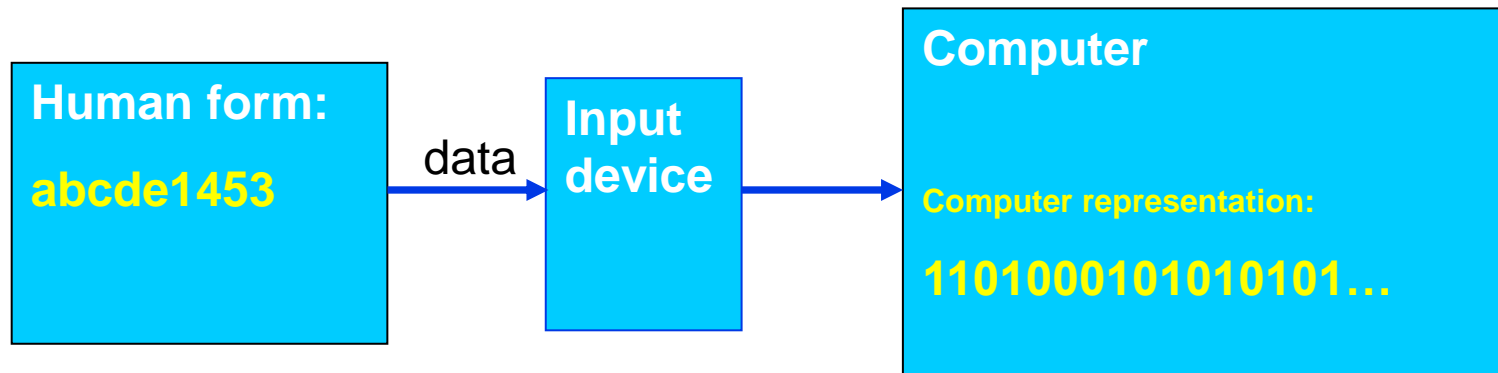 Human form:
abcde1453
data
Input
device
Computer
Computer representation:
1101000101010101…